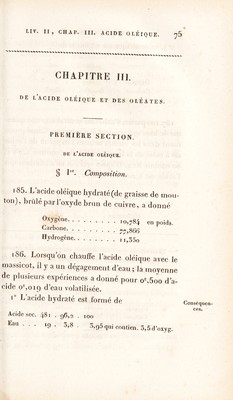 LIV. II, CHAP. III. ACIDE OLÉIQUE. 75
CHAPITRE III.
DE L'ACIDE OLÉIQUE ET DES OLÉATES.
PREMIÈRE SECTION.
DE L'ACIDE OLÉIQUE.
§ Ier. Composition.
185. L'acide oléique hydraté (de graisse de mou-
ton), brûlé par l'oxyde brun de cuivre, a donné
Oxygène. . . . . . . . . 10,784 en poids.
Carbone. . . . . . . . . 77,866
Hydrogène. . . . . . . . 11,350
186. Lorsqu'on chauffe l'acide oléique avec le
massicot, il y a un dégagement d'eau; la moyenne
de plusieurs expériences a donné pour 0g,500 d'a-
cide 0g,019 d'eau volatilisée.
1° L'acide hydraté est formé de
Conséquen-
ces.
Acide sec. 481 . 96,2 . 100
Eau . . . 19 . 3,8 . 3,95 qui contien. 3,5 d'oxyg.